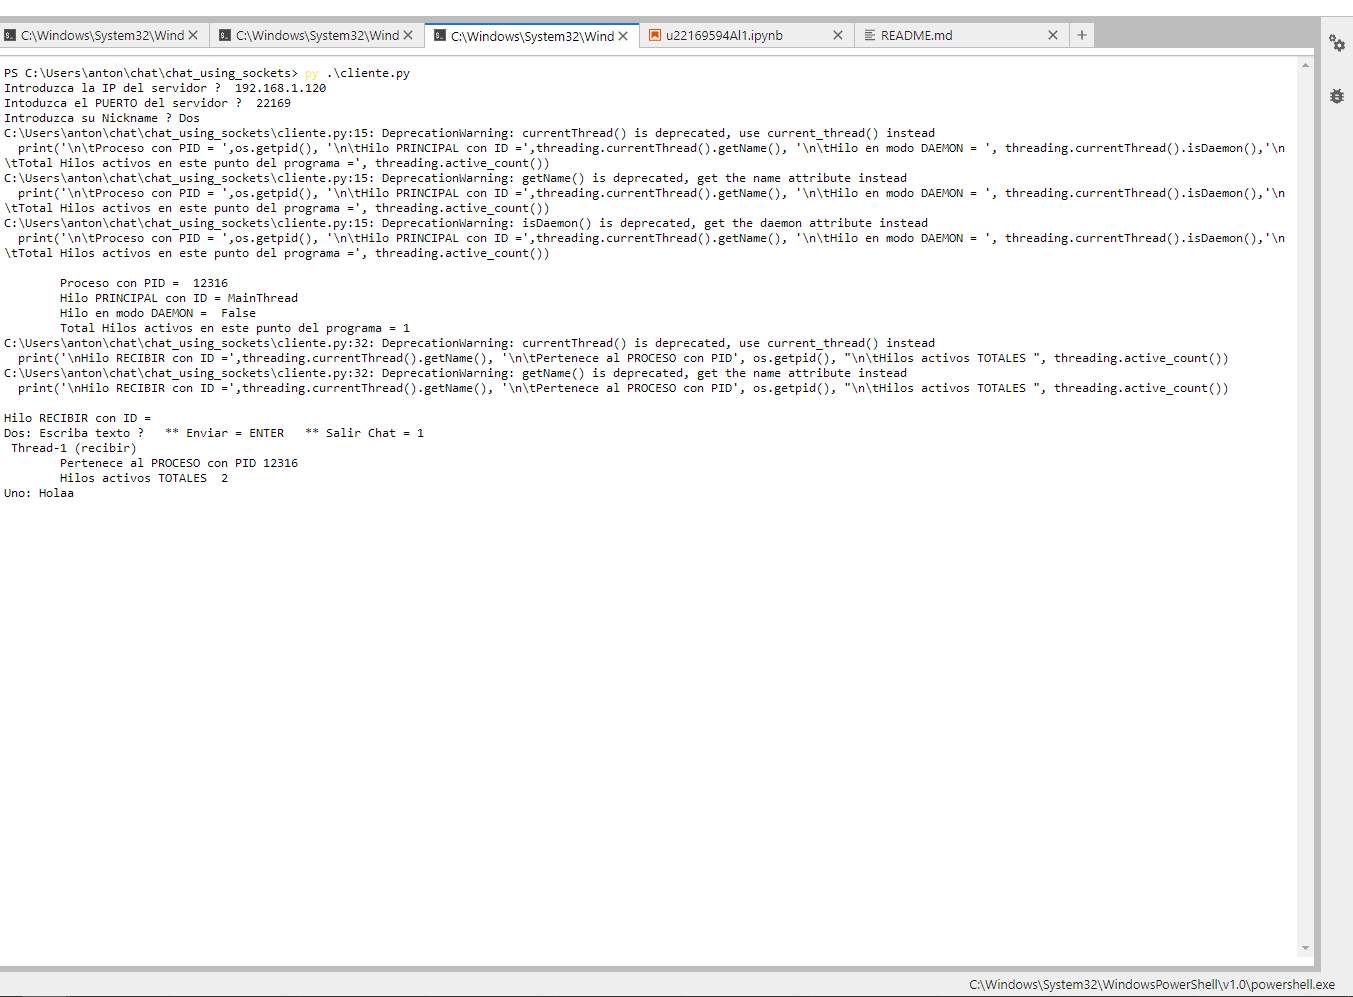 C:\Windows\System32\Wind
C:\Windows\System32\Wind
C:\Windows\System32\Wind
u22169594Al1.ipynb
README.md
PS C:\Users\anton\chat\chat_using_sockets> py .\cliente.py
Introduzca la IP del servidor ?  192.168.1.120
Intoduzca el PUERTO del servidor ?  22169
Introduzca su Nickname ? Dos
C:\Users\anton\chat\chat_using_sockets\cliente.py:15: DeprecationWarning: currentThread() is deprecated, use current_thread() instead
  print('\n\tProceso con PID = ',os.getpid(), '\n\tHilo PRINCIPAL con ID =',threading.currentThread().getName(), '\n\tHilo en modo DAEMON = ', threading.currentThread().isDaemon(),'\n
\tTotal Hilos activos en este punto del programa =', threading.active_count())
C:\Users\anton\chat\chat_using_sockets\cliente.py:15: DeprecationWarning: getName() is deprecated, get the name attribute instead
  print('\n\tProceso con PID = ',os.getpid(), '\n\tHilo PRINCIPAL con ID =',threading.currentThread().getName(), '\n\tHilo en modo DAEMON = ', threading.currentThread().isDaemon(),'\n
\tTotal Hilos activos en este punto del programa =', threading.active_count())
C:\Users\anton\chat\chat_using_sockets\cliente.py:15: DeprecationWarning: isDaemon() is deprecated, get the daemon attribute instead
  print('\n\tProceso con PID = ',os.getpid(), '\n\tHilo PRINCIPAL con ID =',threading.currentThread().getName(), '\n\tHilo en modo DAEMON = ', threading.currentThread().isDaemon(),'\n
\tTotal Hilos activos en este punto del programa =', threading.active_count())
        Proceso con PID =  12316
        Hilo PRINCIPAL con ID = MainThread
        Hilo en modo DAEMON =  False
        Total Hilos activos en este punto del programa = 1
C:\Users\anton\chat\chat_using_sockets\cliente.py:32: DeprecationWarning: currentThread() is deprecated, use current_thread() instead
  print('\nHilo RECIBIR con ID =',threading.currentThread().getName(), '\n\tPertenece al PROCESO con PID', os.getpid(), "\n\tHilos activos TOTALES ", threading.active_count())
C:\Users\anton\chat\chat_using_sockets\cliente.py:32: DeprecationWarning: getName() is deprecated, get the name attribute instead
  print('\nHilo RECIBIR con ID =',threading.currentThread().getName(), '\n\tPertenece al PROCESO con PID', os.getpid(), "\n\tHilos activos TOTALES ", threading.active_count())
Hilo RECIBIR con ID =
Dos: Escriba texto ?   ** Enviar = ENTER   ** Salir Chat = 1
 Thread-1 (recibir)
        Pertenece al PROCESO con PID 12316
        Hilos activos TOTALES  2
Uno: Holaa
C:\Windows\System32\WindowsPowerShell\v1.0\powershell.exe